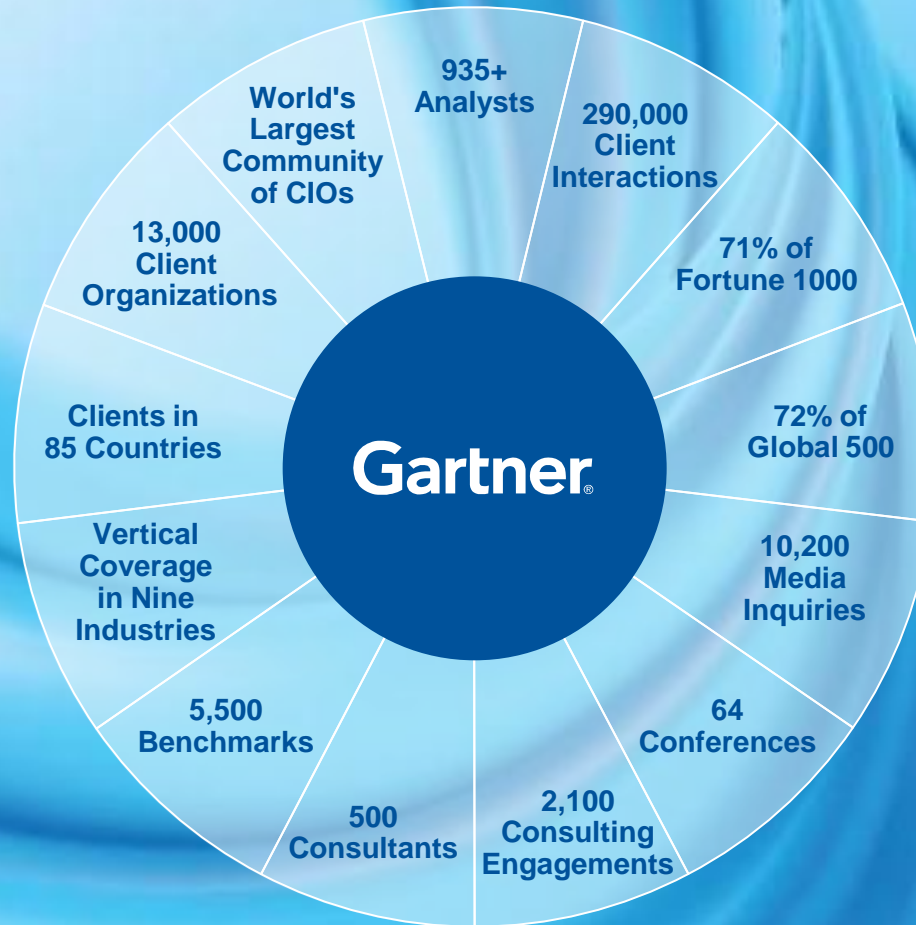 935+
Analysts
290,000
Client
Interactions
71% of
Fortune 1000
72% of
Global 500
10,200
Media
Inquiries
64
Conferences
2,100
Consulting
Engagements
500
Consultants
5,500
Benchmarks
Vertical
Coverage
in Nine
Industries
Clients in
85 Countries
13,000
Client
Organizations
World's
Largest
Community
of CIOs
Gartner®